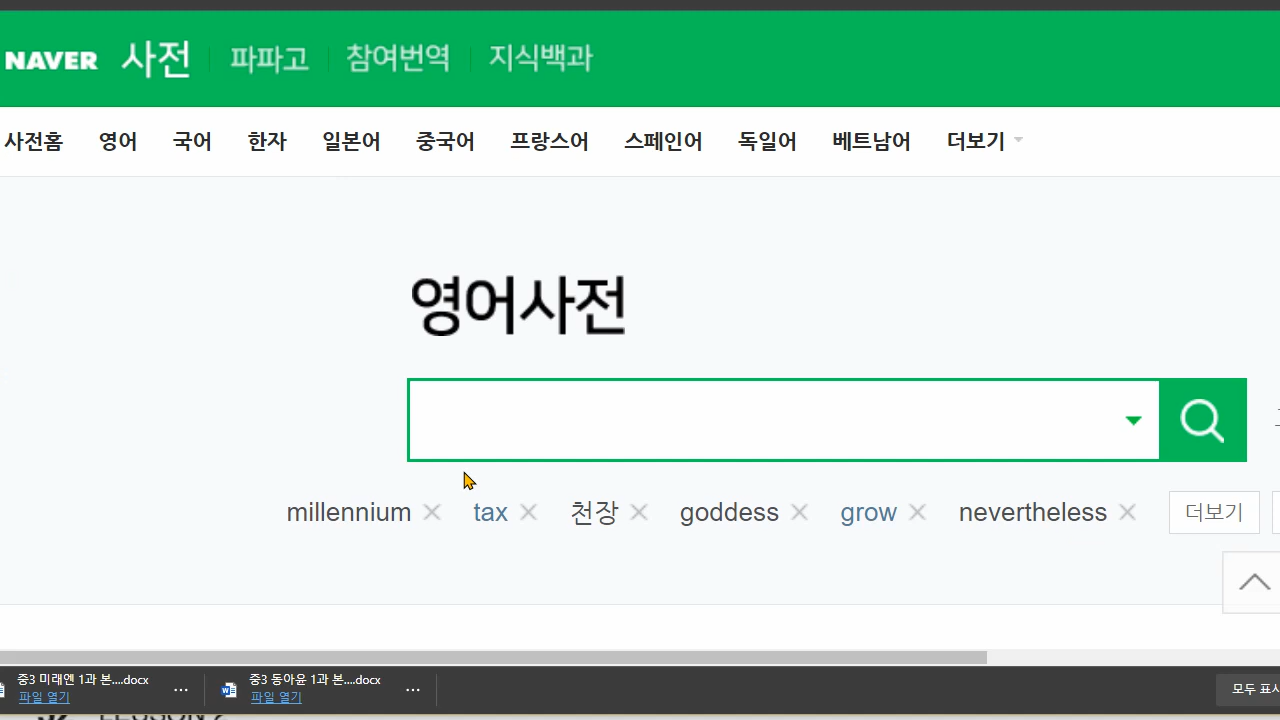 NAVER 사전 파파고 참여번역 지식백과
사전홈 영어 국어 한자 일본어 중국어 프랑스어 스페인어 독일어 베트남어 더보기
영어사전
millennium tax 천장 goddess grow nevertheless 더보기
중3 미래엔 1과 본....docx 중3 동아윤 1과 본....docx
파일 열기 파일 열기
모두 표시